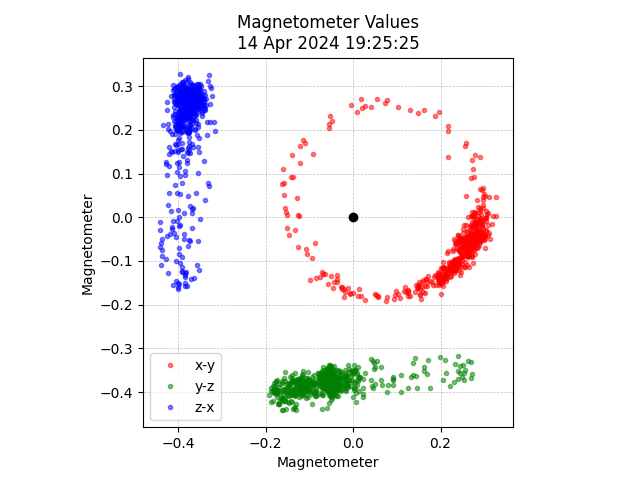 Magnetometer Values
14 Apr 2024 19:25:25
Magnetometer
0.3
0.2
0.1
0.0
−0.1
−0.2
−0.3
−0.4
x-y
y-z
z-x
−0.4
−0.2
0.0
0.2
Magnetometer